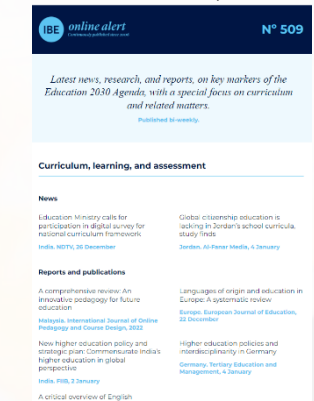 IBE
online alert
Continuously published since 2006
Nº 509
Latest news, research, and reports, on key markers of the
Education 2030 Agenda, with a special focus on curriculum
and related matters.
Published bi-weekly.
Curriculum, learning, and assessment
News
Education Ministry calls for
participation in digital survey for
national curriculum framework
India. NDTV, 26 December
Global citizenship education is
lacking in Jordan's school curricula,
study finds
Jordan. Al-Fanar Media, 4 January
Reports and publications
A comprehensive review: An
innovative pedagogy for future
education
Malaysia. International Journal of Online
Pedagogy and Course Design, 2022
Languages of origin and education in
Europe: A systematic review
Europe. European Journal of Education,
22 December
New higher education policy and
strategic plan: Commensurate India's
higher education in global
perspective
India. FIIB, 2 January
Higher education policies and
interdisciplinarity in Germany
Germany. Tertiary Education and
Management, 4 January
A critical overview of English